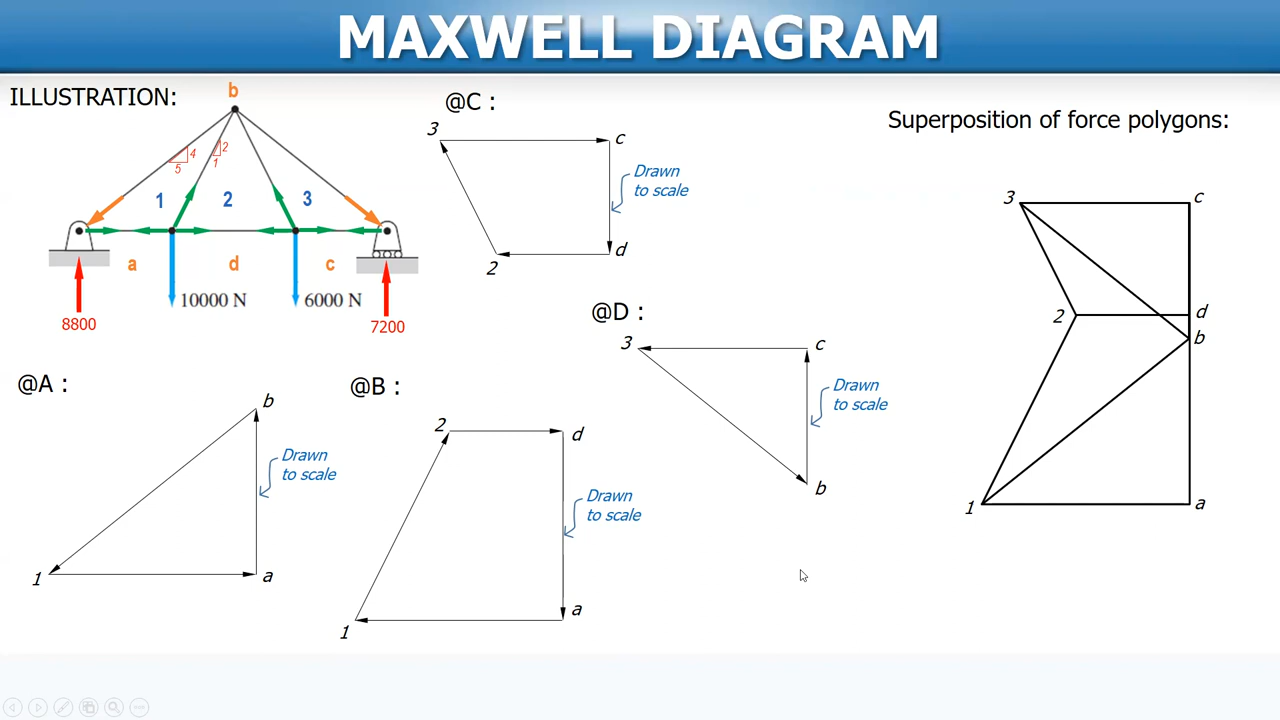 MAXWELL DIAGRAM
ILLUSTRATION:
b
4
5
2
1
1
2
3
a
d
c
10000 N
6000 N
8800
7200
@C :
3
c
Drawn
to scale
d
2
Superposition of force polygons:
3
c
2
d
b
1
a
@D :
3
c
Drawn
to scale
b
@A :
b
Drawn
to scale
1
a
@B :
2
d
Drawn
to scale
a
1